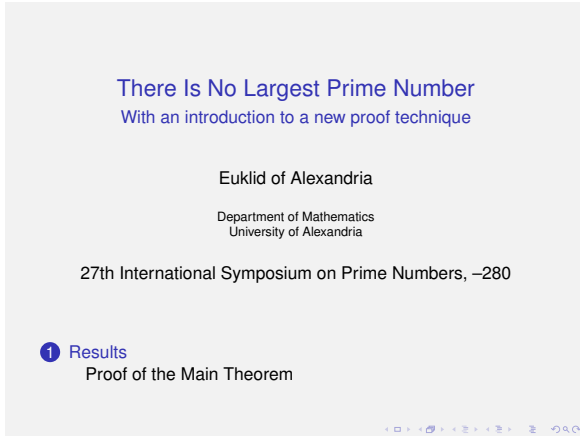 There Is No Largest Prime Number
With an introduction to a new proof technique
Euklid of Alexandria
Department of Mathematics
University of Alexandria
27th International Symposium on Prime Numbers, –280
1 Results
Proof of the Main Theorem